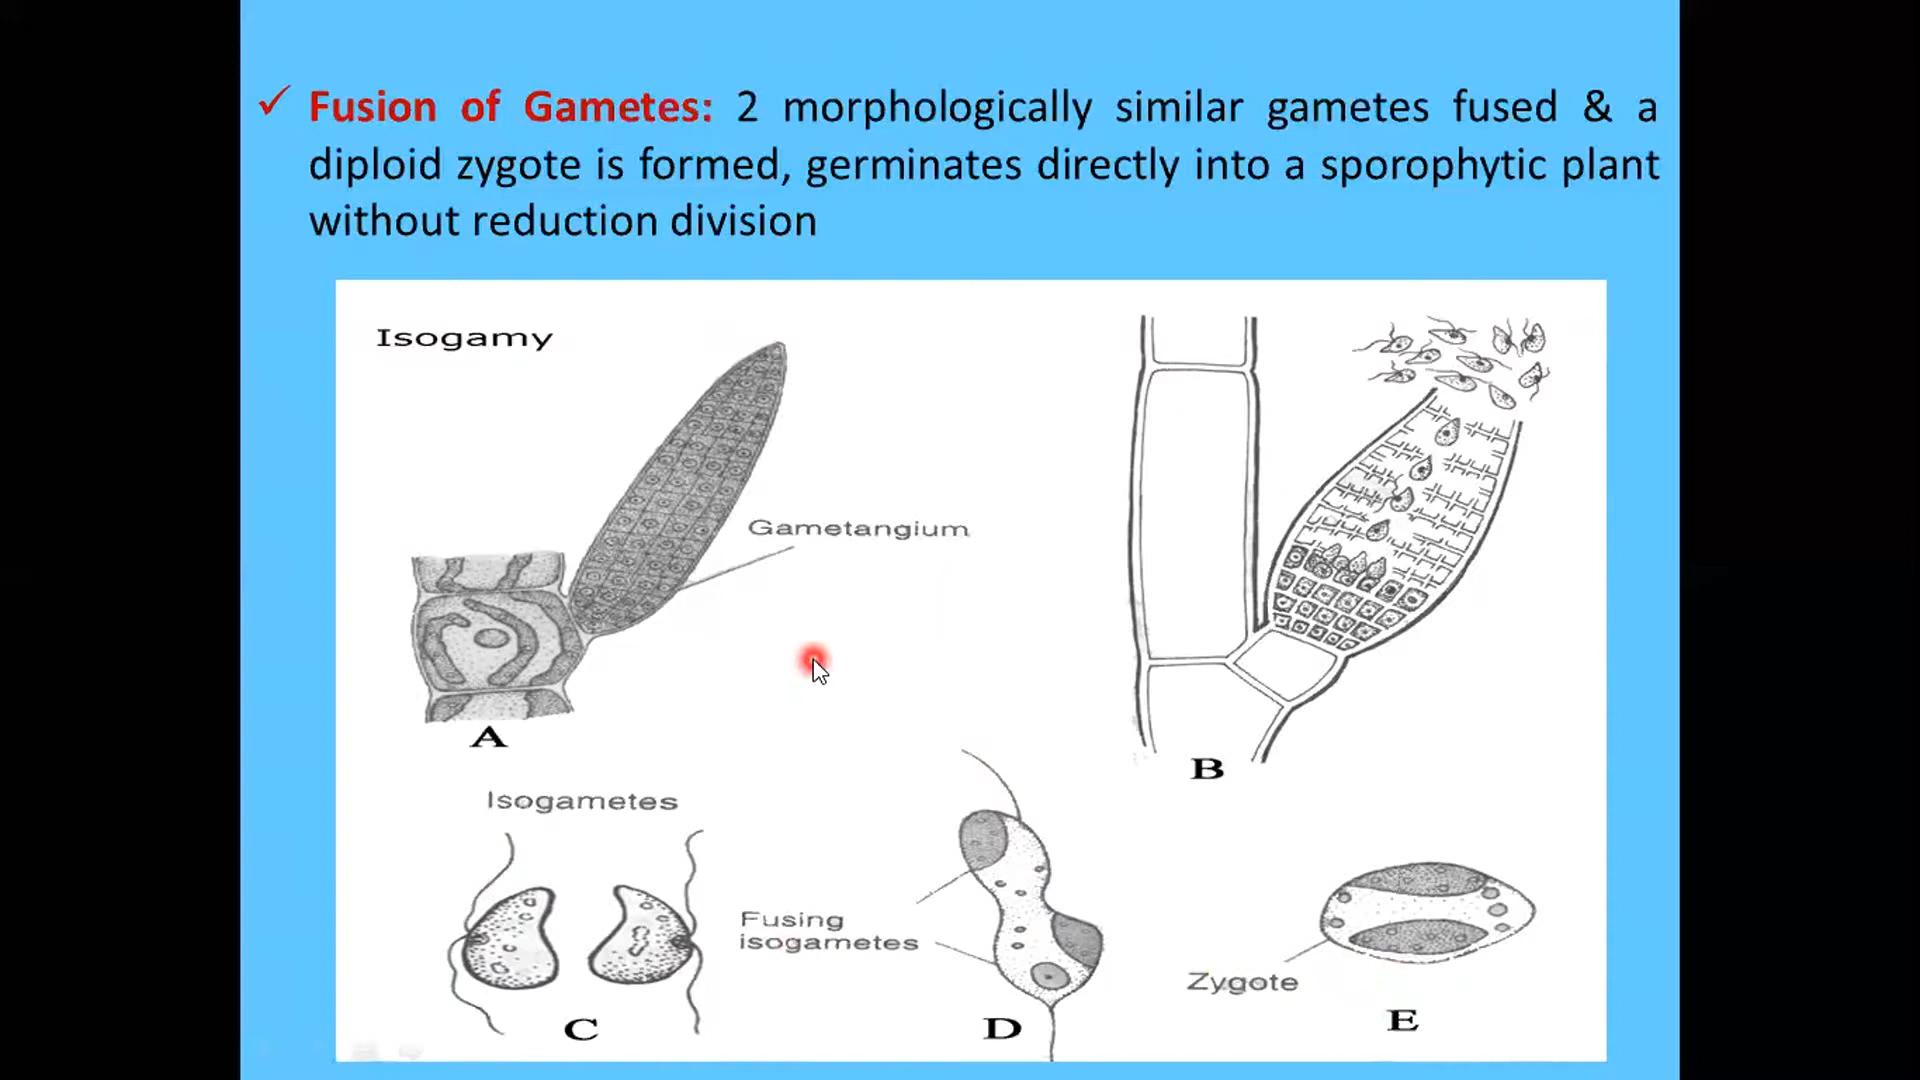 ✓ Fusion of Gametes: 2 morphologically similar gametes fused & a
diploid zygote is formed, germinates directly into a sporophytic plant
without reduction division
Isogamy
Gametangium
A
B
Isogametes
Fusing
isogametes
Zygote
C
D
E